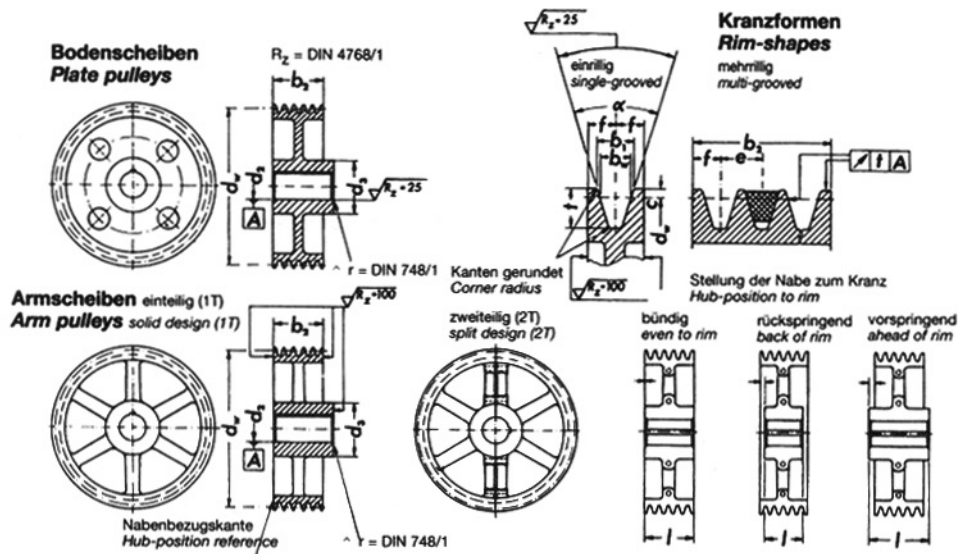 Bodenscheiben
Plate pulleys
R_z = DIN 4768/1
b_2
d_w
d_2
d_3
A
R_z = 25
^ r = DIN 748/1
R_z = 25
einrillig
single-grooved
α
f f
b_1
b_w
t
c
d_w
R_z = 100
Kanten gerundet
Corner radius
Kranzformen
Rim-shapes
mehrrillig
multi-grooved
b_2
f e
t A
Armscheiben einteilig (1T)
Arm pulleys solid design (1T)
R_z = 100
b_2
d_w
d_2
d_3
A
Nabenbezugskante
Hub-position reference
^ r = DIN 748/1
zweiteilig (2T)
split design (2T)
Stellung der Nabe zum Kranz
Hub-position to rim
bündig
even to rim
l
rückspringend
back of rim
l
vorspringend
ahead of rim
l